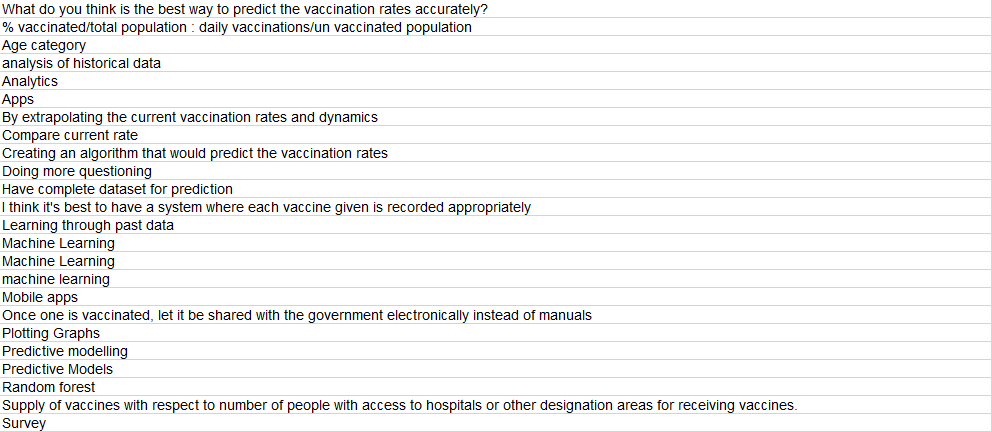 What do you think is the best way to predict the vaccination rates accurately?
% vaccinated/total population : daily vaccinations/un vaccinated population
Age category
analysis of historical data
Analytics
Apps
By extrapolating the current vaccination rates and dynamics
Compare current rate
Creating an algorithm that would predict the vaccination rates
Doing more questioning
Have complete dataset for prediction
I think it's best to have a system where each vaccine given is recorded appropriately
Learning through past data
Machine Learning
Machine Learning
machine learning
Mobile apps
Once one is vaccinated, let it be shared with the government electronically instead of manuals
Plotting Graphs
Predictive modelling
Predictive Models
Random forest
Supply of vaccines with respect to number of people with access to hospitals or other designation areas for receiving vaccines.
Survey